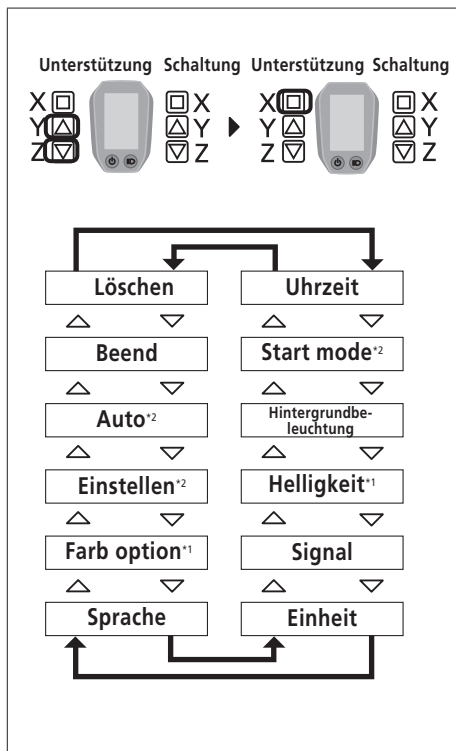 Unterstützung Schaltung Unterstützung Schaltung
X X X X
Y Y Y Y
Z Z Z Z
Löschen Uhrzeit
Beend Start mode*2
Auto*2 Hintergrundbe-
leuchtung
Einstellen*2 Helligkeit*1
Farb option*1 Signal
Sprache Einheit